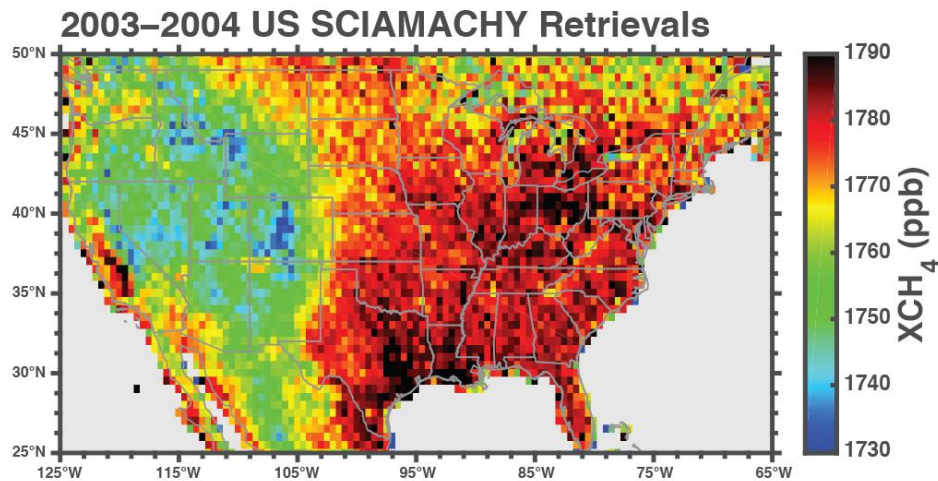 2003–2004 US SCIAMACHY Retrievals
50°N
45°N
40°N
35°N
30°N
25°N
125°W 115°W 105°W 95°W 85°W 75°W 65°W
1790
1780
1770
1760
1750
1740
1730
XCH4 (ppb)